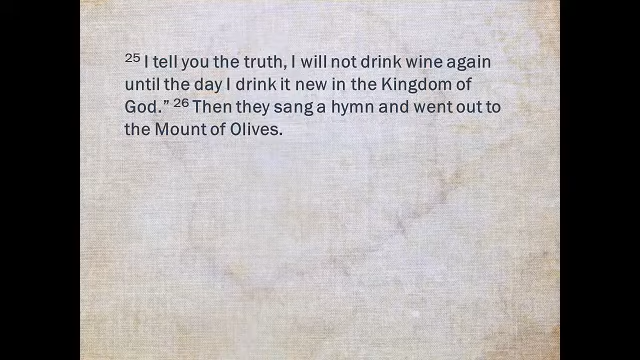 25 I tell you the truth, I will not drink wine again
until the day I drink it new in the Kingdom of
God.” 26 Then they sang a hymn and went out to
the Mount of Olives.